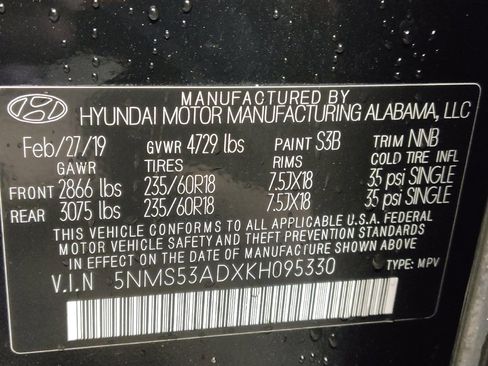 MANUFACTURED BY
HYUNDAI MOTOR MANUFACTURING ALABAMA, LLC
Feb/27/19 GVWR 4729 lbs PAINT S3B TRIM NNB
GAWR TIRES RIMS COLD TIRE INFL
FRONT 2866 lbs 235/60R18 7.5JX18 35 psi SINGLE
REAR 3075 lbs 235/60R18 7.5JX18 35 psi SINGLE
THIS VEHICLE CONFORMS TO ALL APPLICABLE U.S.A. FEDERAL
MOTOR VEHICLE SAFETY AND THEFT PREVENTION STANDARDS
IN EFFECT ON THE DATE OF MANUFACTURE SHOWN ABOVE.
V.I.N 5NMS53ADXKH095330 TYPE: MPV